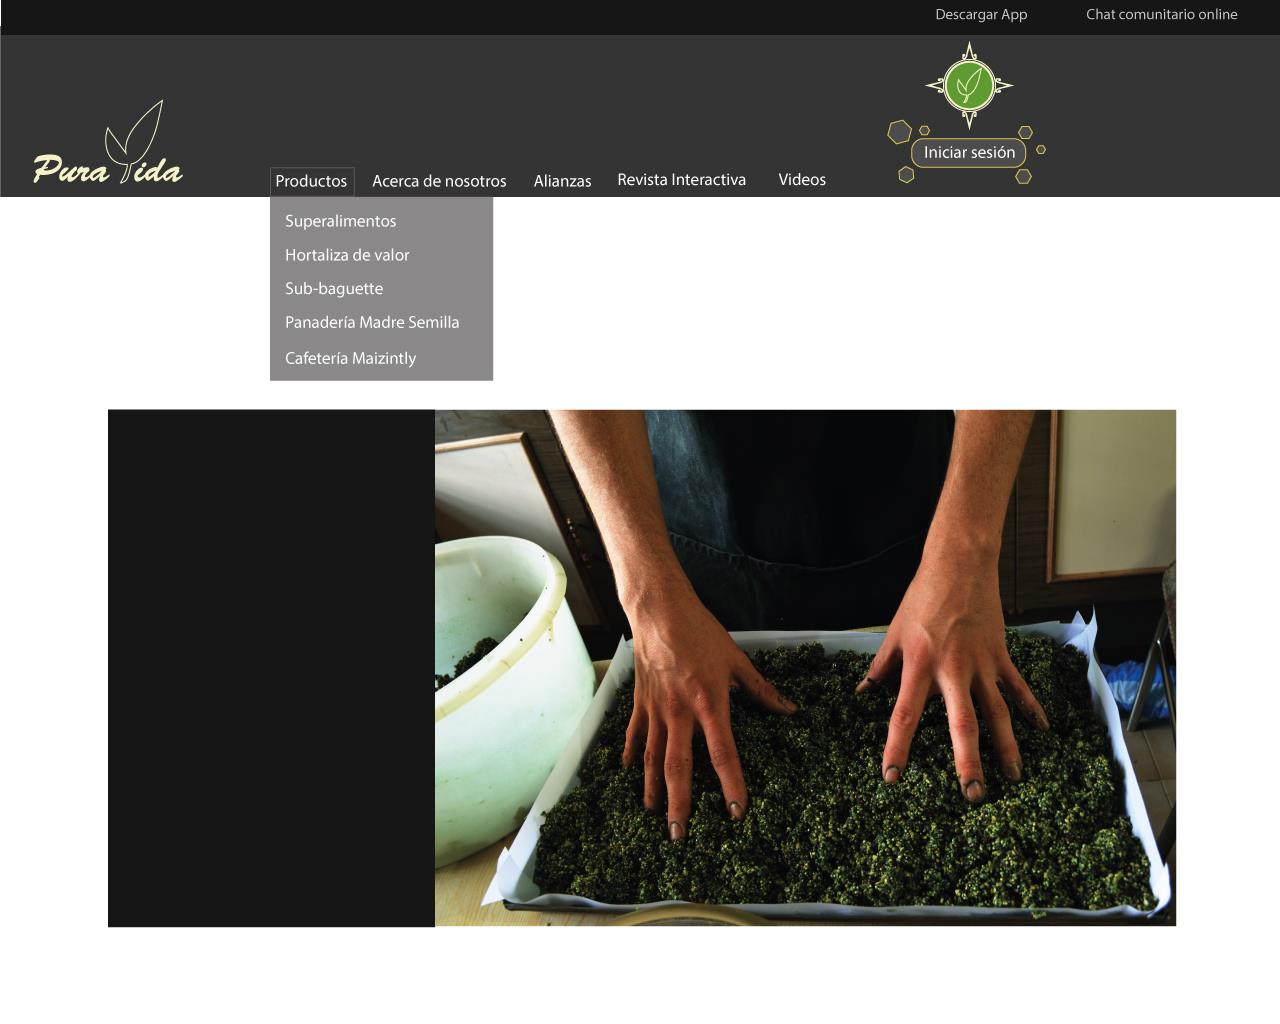 Descargar App
Chat comunitario online
Pura Vida
Iniciar sesión
Productos
Acerca de nosotros
Alianzas
Revista Interactiva
Videos
Superalimentos
Hortaliza de valor
Sub-baguette
Panadería Madre Semilla
Cafetería Maizintly